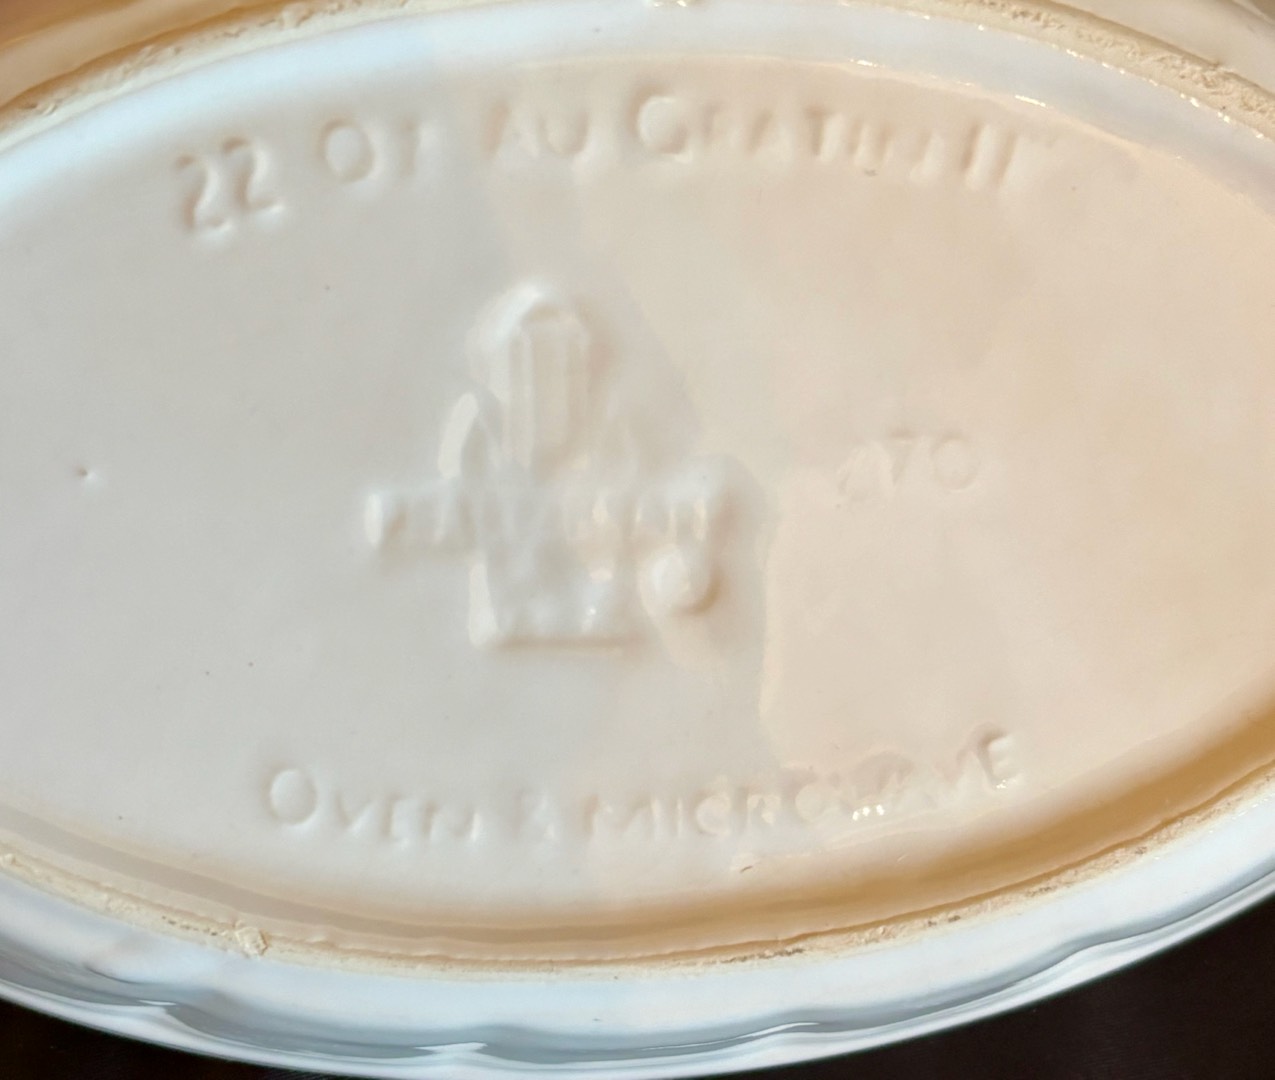 22 Oz AU GRATIN II
470
OVEN & MICROWAVE